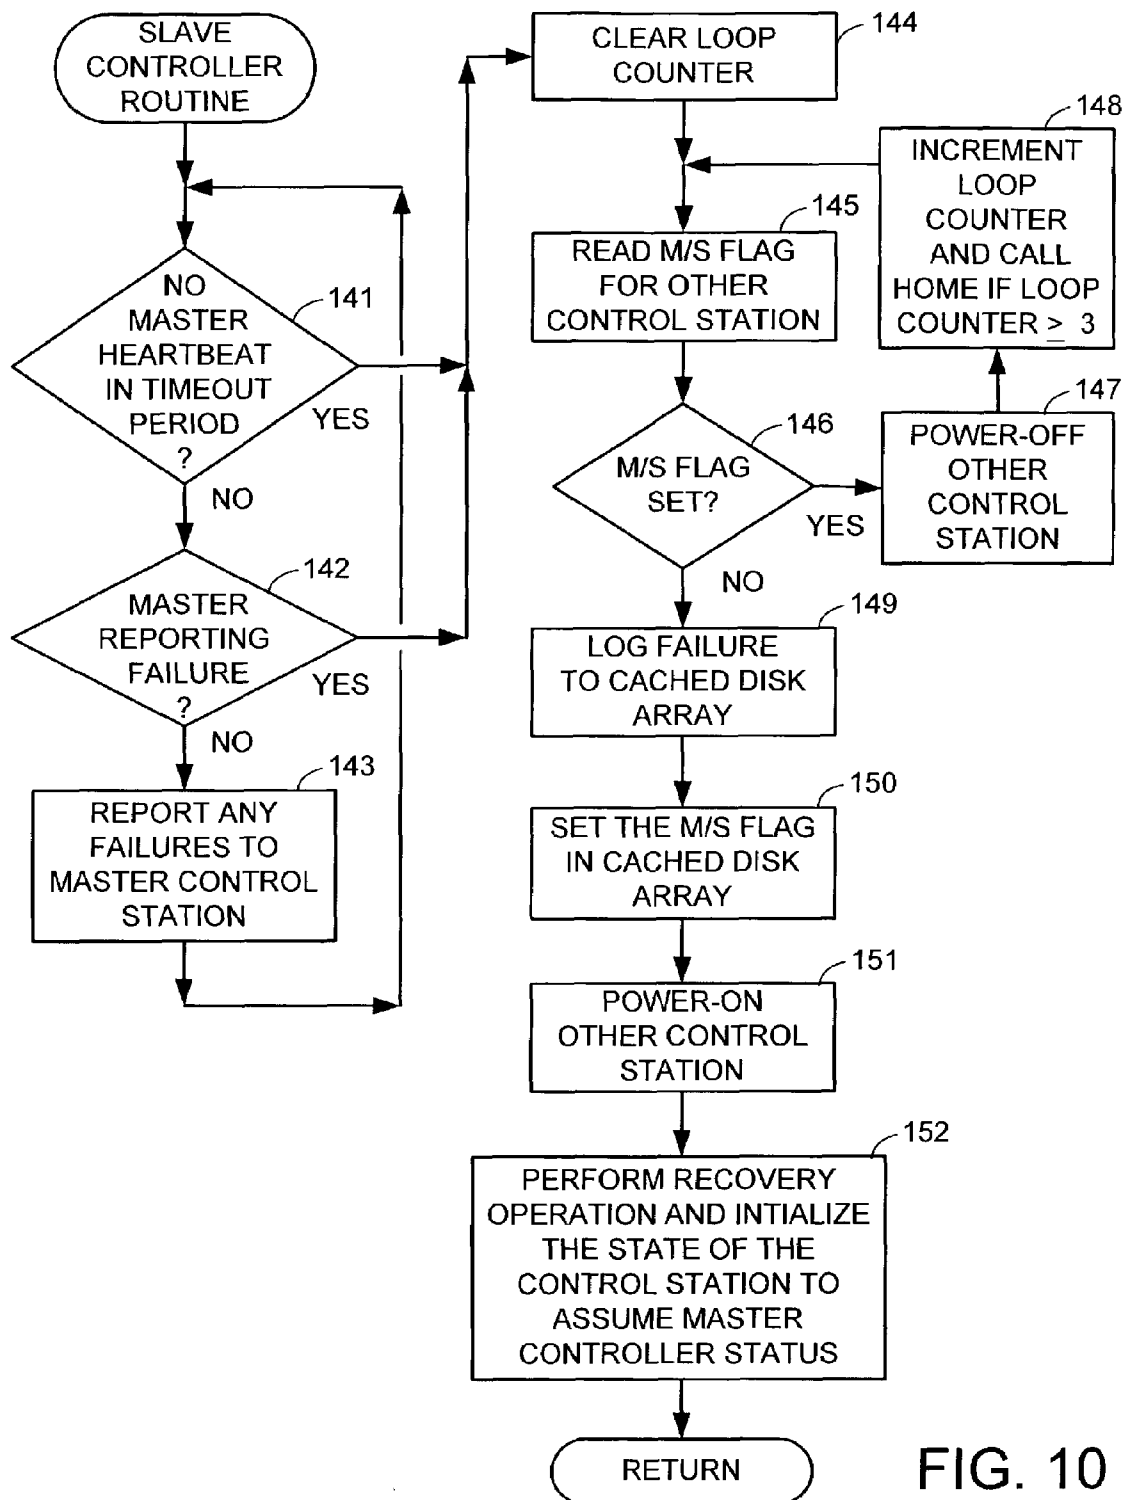 SLAVE
CONTROLLER
ROUTINE
NO
MASTER
HEARTBEAT
IN TIMEOUT
PERIOD
?
141
YES
NO
142
MASTER
REPORTING
FAILURE
?
YES
NO
143
REPORT ANY
FAILURES TO
MASTER CONTROL
STATION
144
CLEAR LOOP
COUNTER
145
READ M/S FLAG
FOR OTHER
CONTROL STATION
146
M/S FLAG
SET?
YES
NO
147
POWER-OFF
OTHER
CONTROL
STATION
148
INCREMENT
LOOP
COUNTER
AND CALL
HOME IF LOOP
COUNTER ≥ 3
149
LOG FAILURE
TO CACHED DISK
ARRAY
150
SET THE M/S FLAG
IN CACHED DISK
ARRAY
151
POWER-ON
OTHER CONTROL
STATION
152
PERFORM RECOVERY
OPERATION AND INTIALIZE
THE STATE OF THE
CONTROL STATION TO
ASSUME MASTER
CONTROLLER STATUS
RETURN
FIG. 10